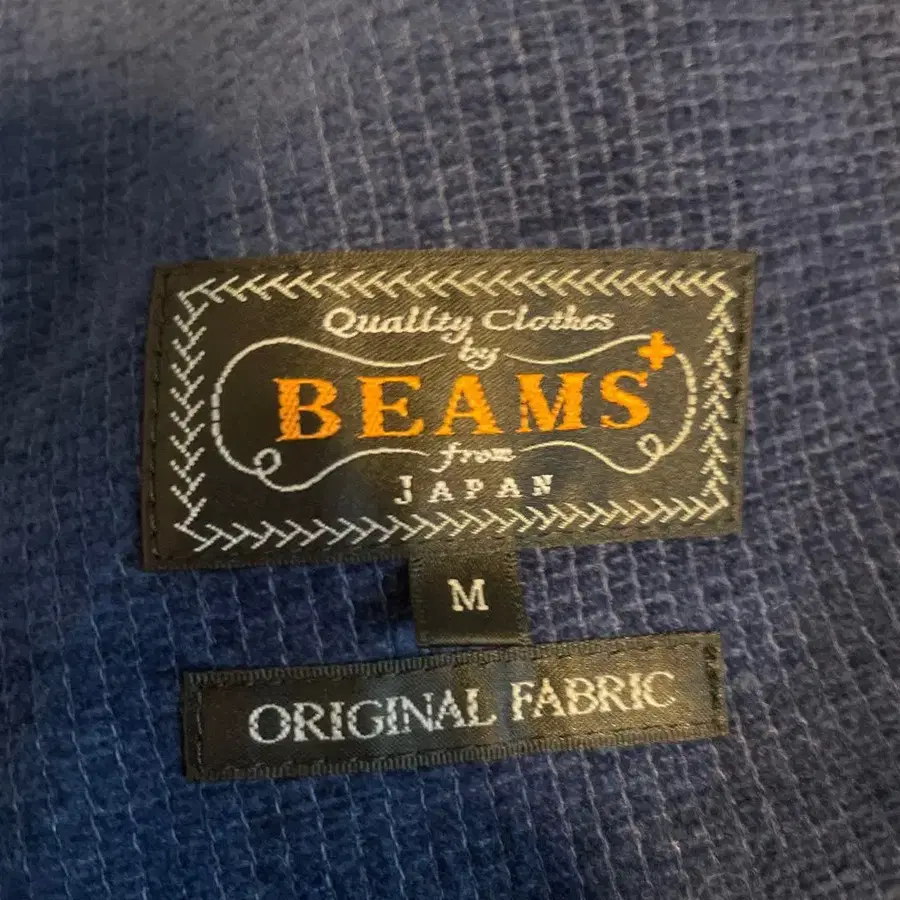 Quality Clothes
by
BEAMS+
from
JAPAN
M
ORIGINAL FABRIC